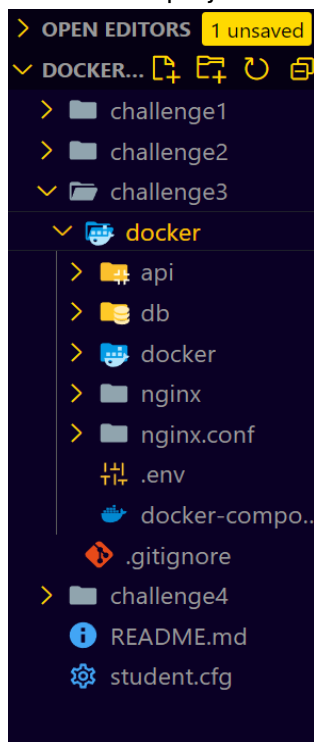 OPEN EDITORS 1 unsaved
DOCKER...
challenge1
challenge2
challenge3
docker
api
db
docker
nginx
nginx.conf
.env
docker-compo..
.gitignore
challenge4
README.md
student.cfg